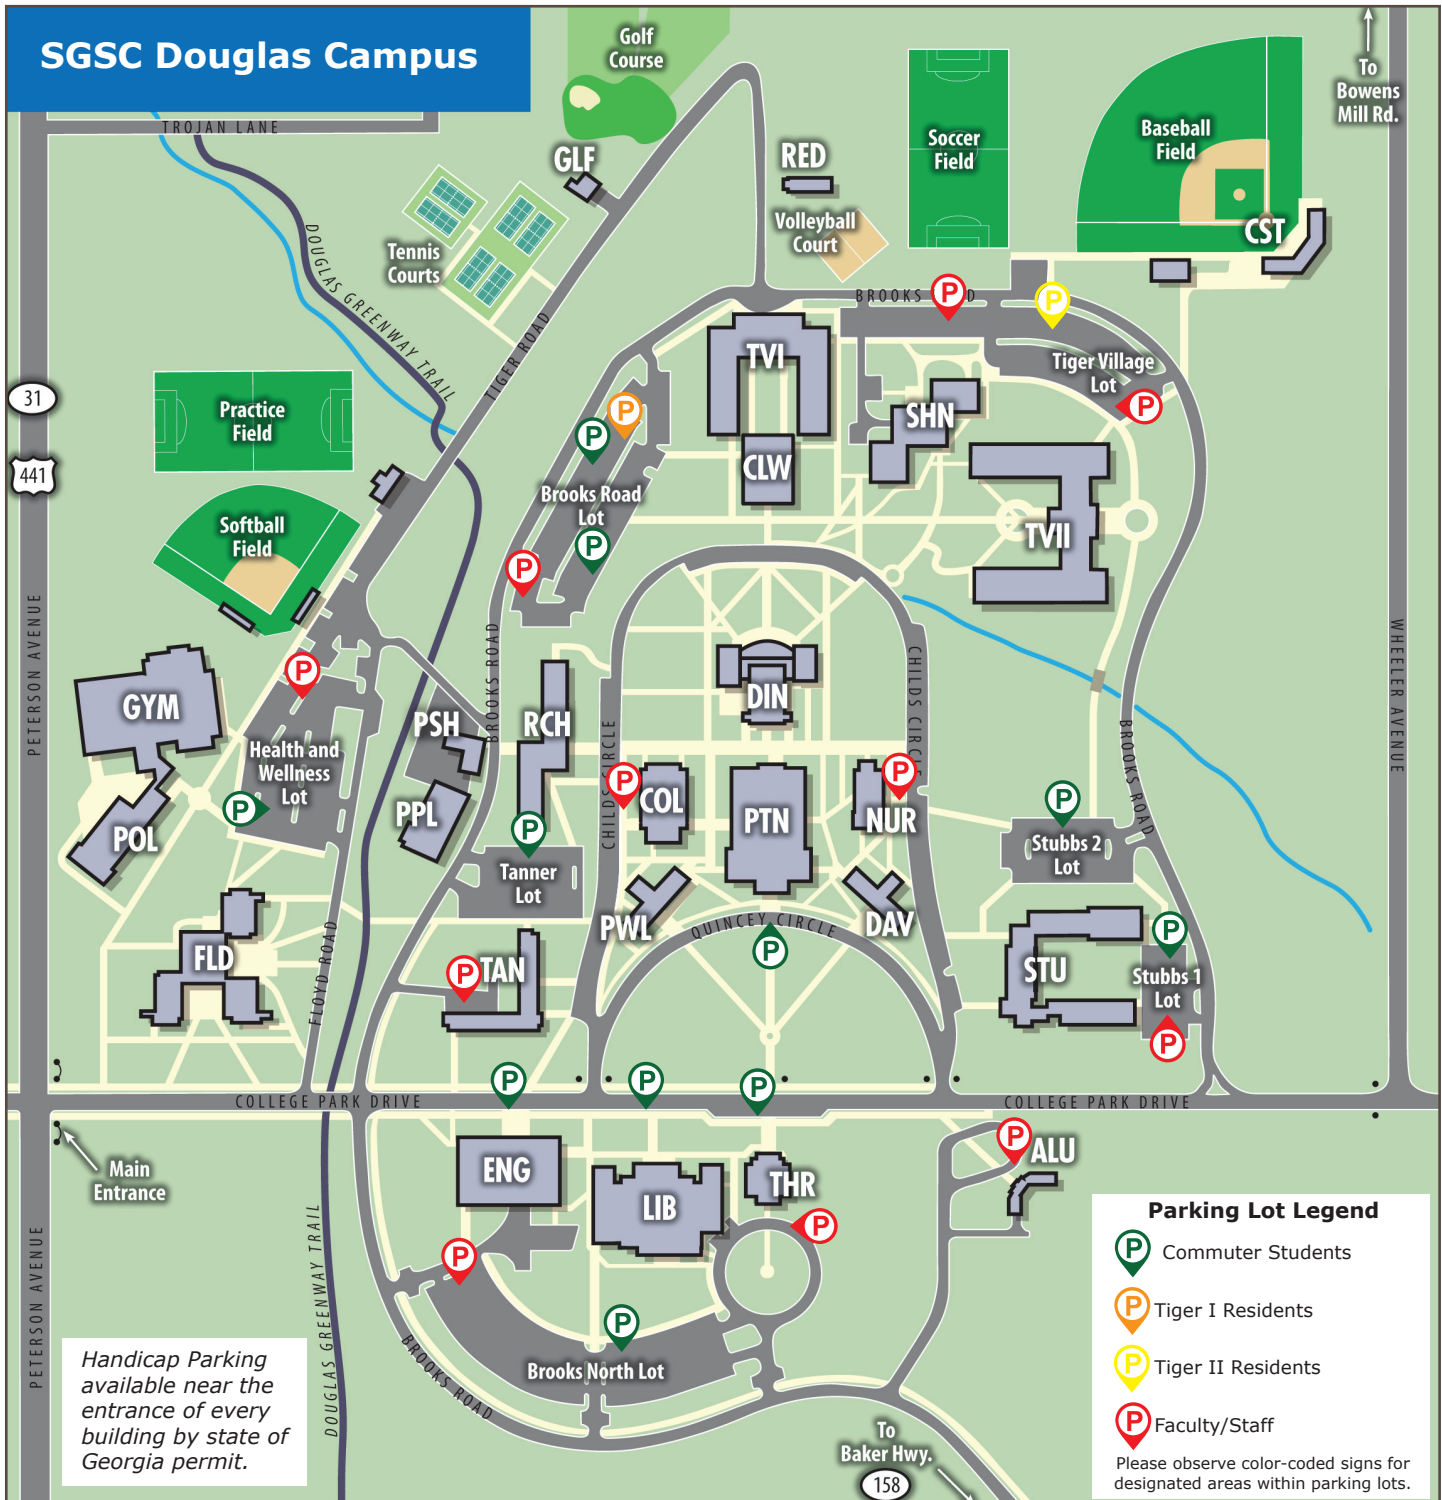 SGSC Douglas Campus
Golf
Course
To
Bowens
Mill Rd.
TROJAN LANE
GLF
RED
Soccer
Field
Baseball
Field
Volleyball
Court
CST
Tennis
Courts
DOUGLAS GREENWAY TRAIL
TIGER ROAD
BROOKS
D
P
P
TVI
Tiger Village
Lot
P
31
Practice
Field
P
P
SHN
441
CLW
Brooks Road
Lot
P
Softball
Field
TVII
P
PETERSON AVENUE
BROOKS ROAD
CHILDS CIRCLE
WHEELER AVENUE
P
GYM
DIN
PSH
RCH
CHILDS CIRCLE
BROOKS ROAD
Health and
Wellness
Lot
P
P
P
COL
P
P
PPL
PTN
NUR
POL
P
Stubbs 2
Lot
Tanner
Lot
PWL
QUINCEY CIRCLE
DAV
P
P
FLD
FLOYD ROAD
P
TAN
STU
Stubbs 1
Lot
P
P
P
P
COLLEGE PARK DRIVE
COLLEGE PARK DRIVE
Main
Entrance
P
ALU
ENG
LIB
THR
P
P
PETERSON AVENUE
DOUGLAS GREENWAY TRAIL
P
BROOKS ROAD
Brooks North Lot
Handicap Parking
available near the
entrance of every
building by state of
Georgia permit.
To
Baker Hwy.
158
Parking Lot Legend
P Commuter Students
P Tiger I Residents
P Tiger II Residents
P Faculty/Staff
Please observe color-coded signs for
designated areas within parking lots.